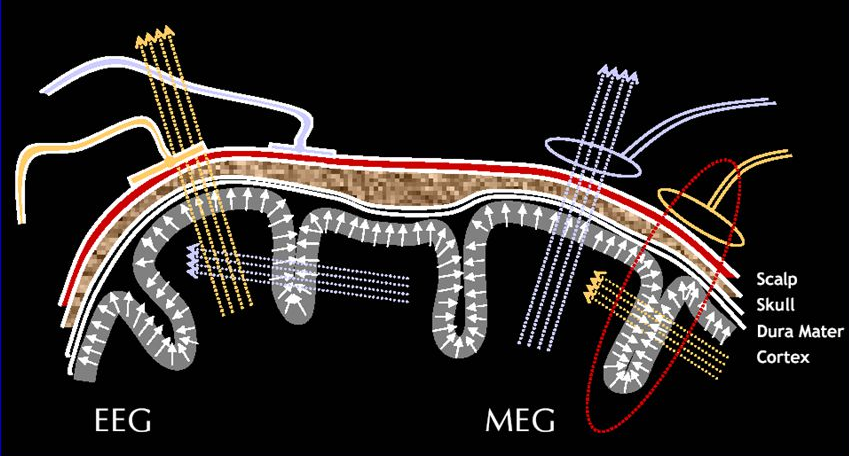 Scalp
Skull
Dura Mater
Cortex
EEG
MEG